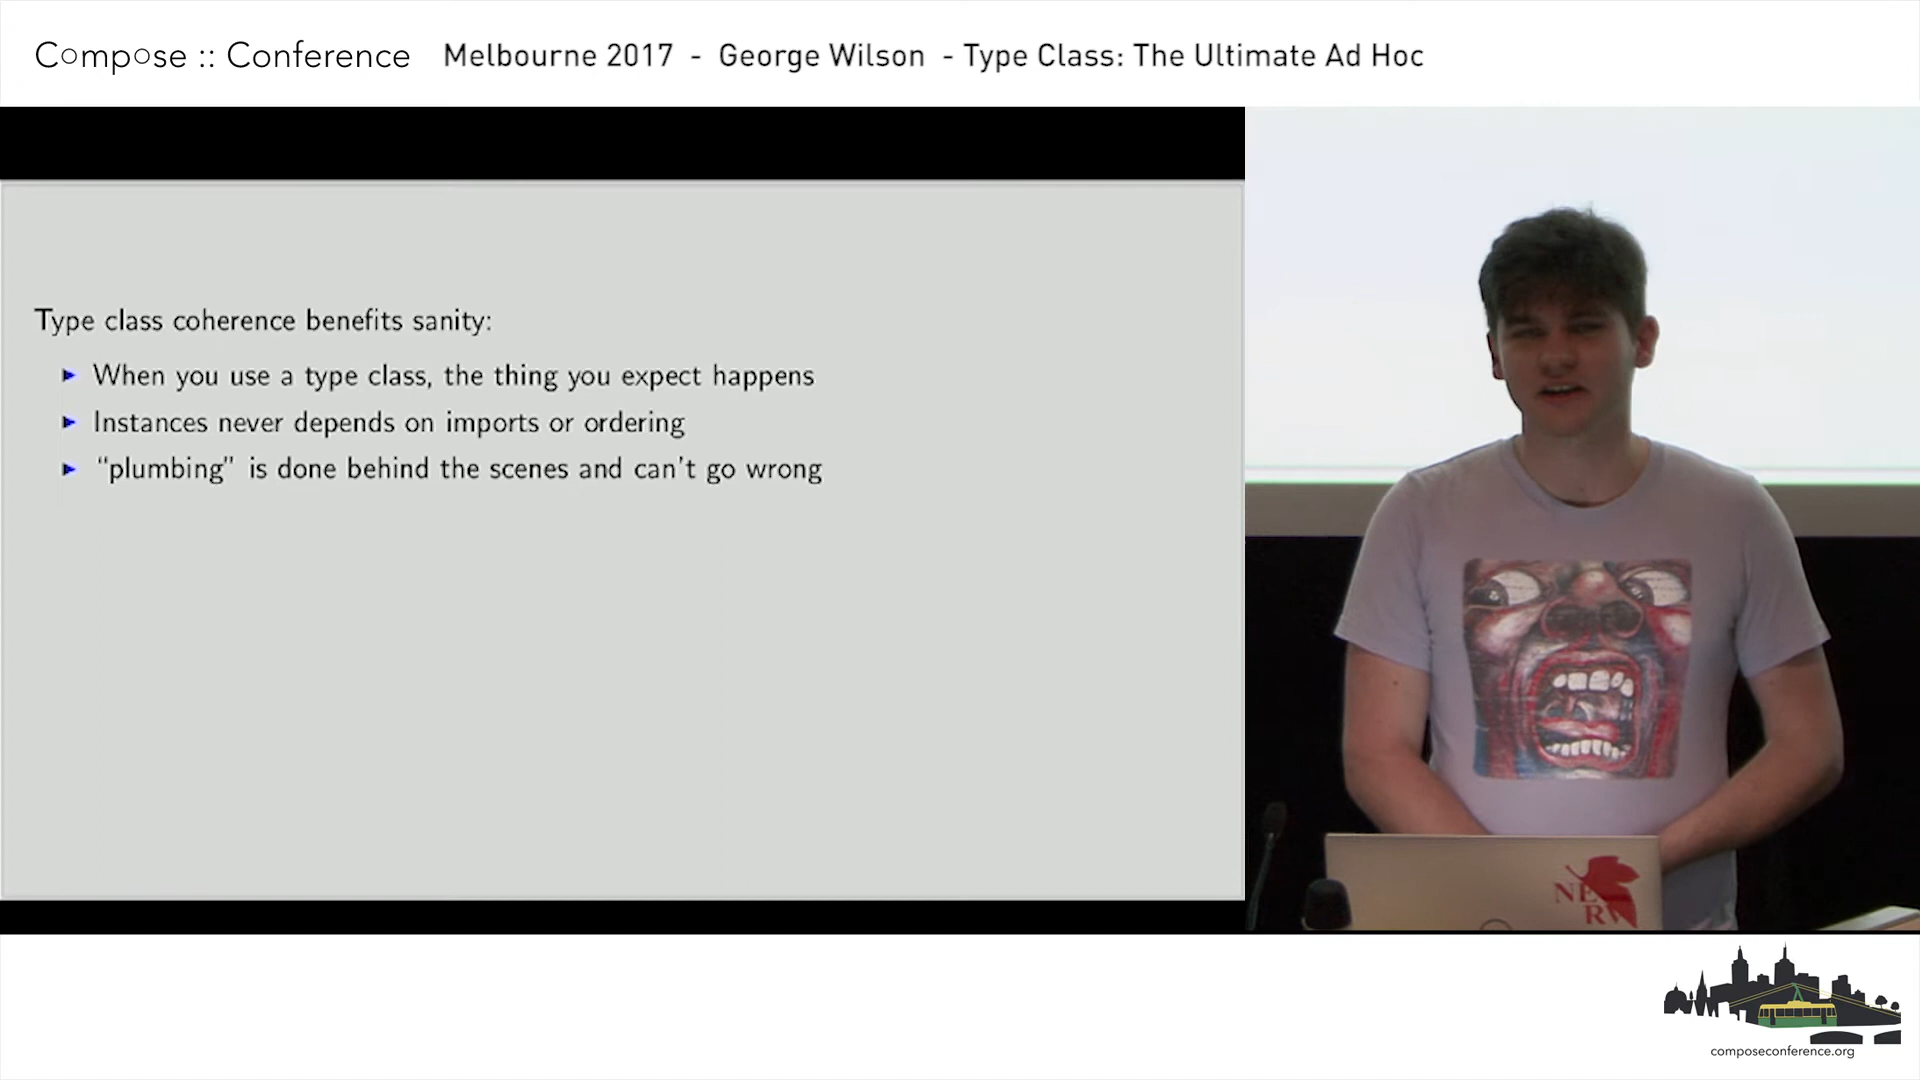 Compose :: Conference Melbourne 2017 - George Wilson - Type Class: The Ultimate Ad Hoc
Type class coherence benefits sanity:
When you use a type class, the thing you expect happens
Instances never depends on imports or ordering
“plumbing” is done behind the scenes and can't go wrong
NE
RV
composeconference.org